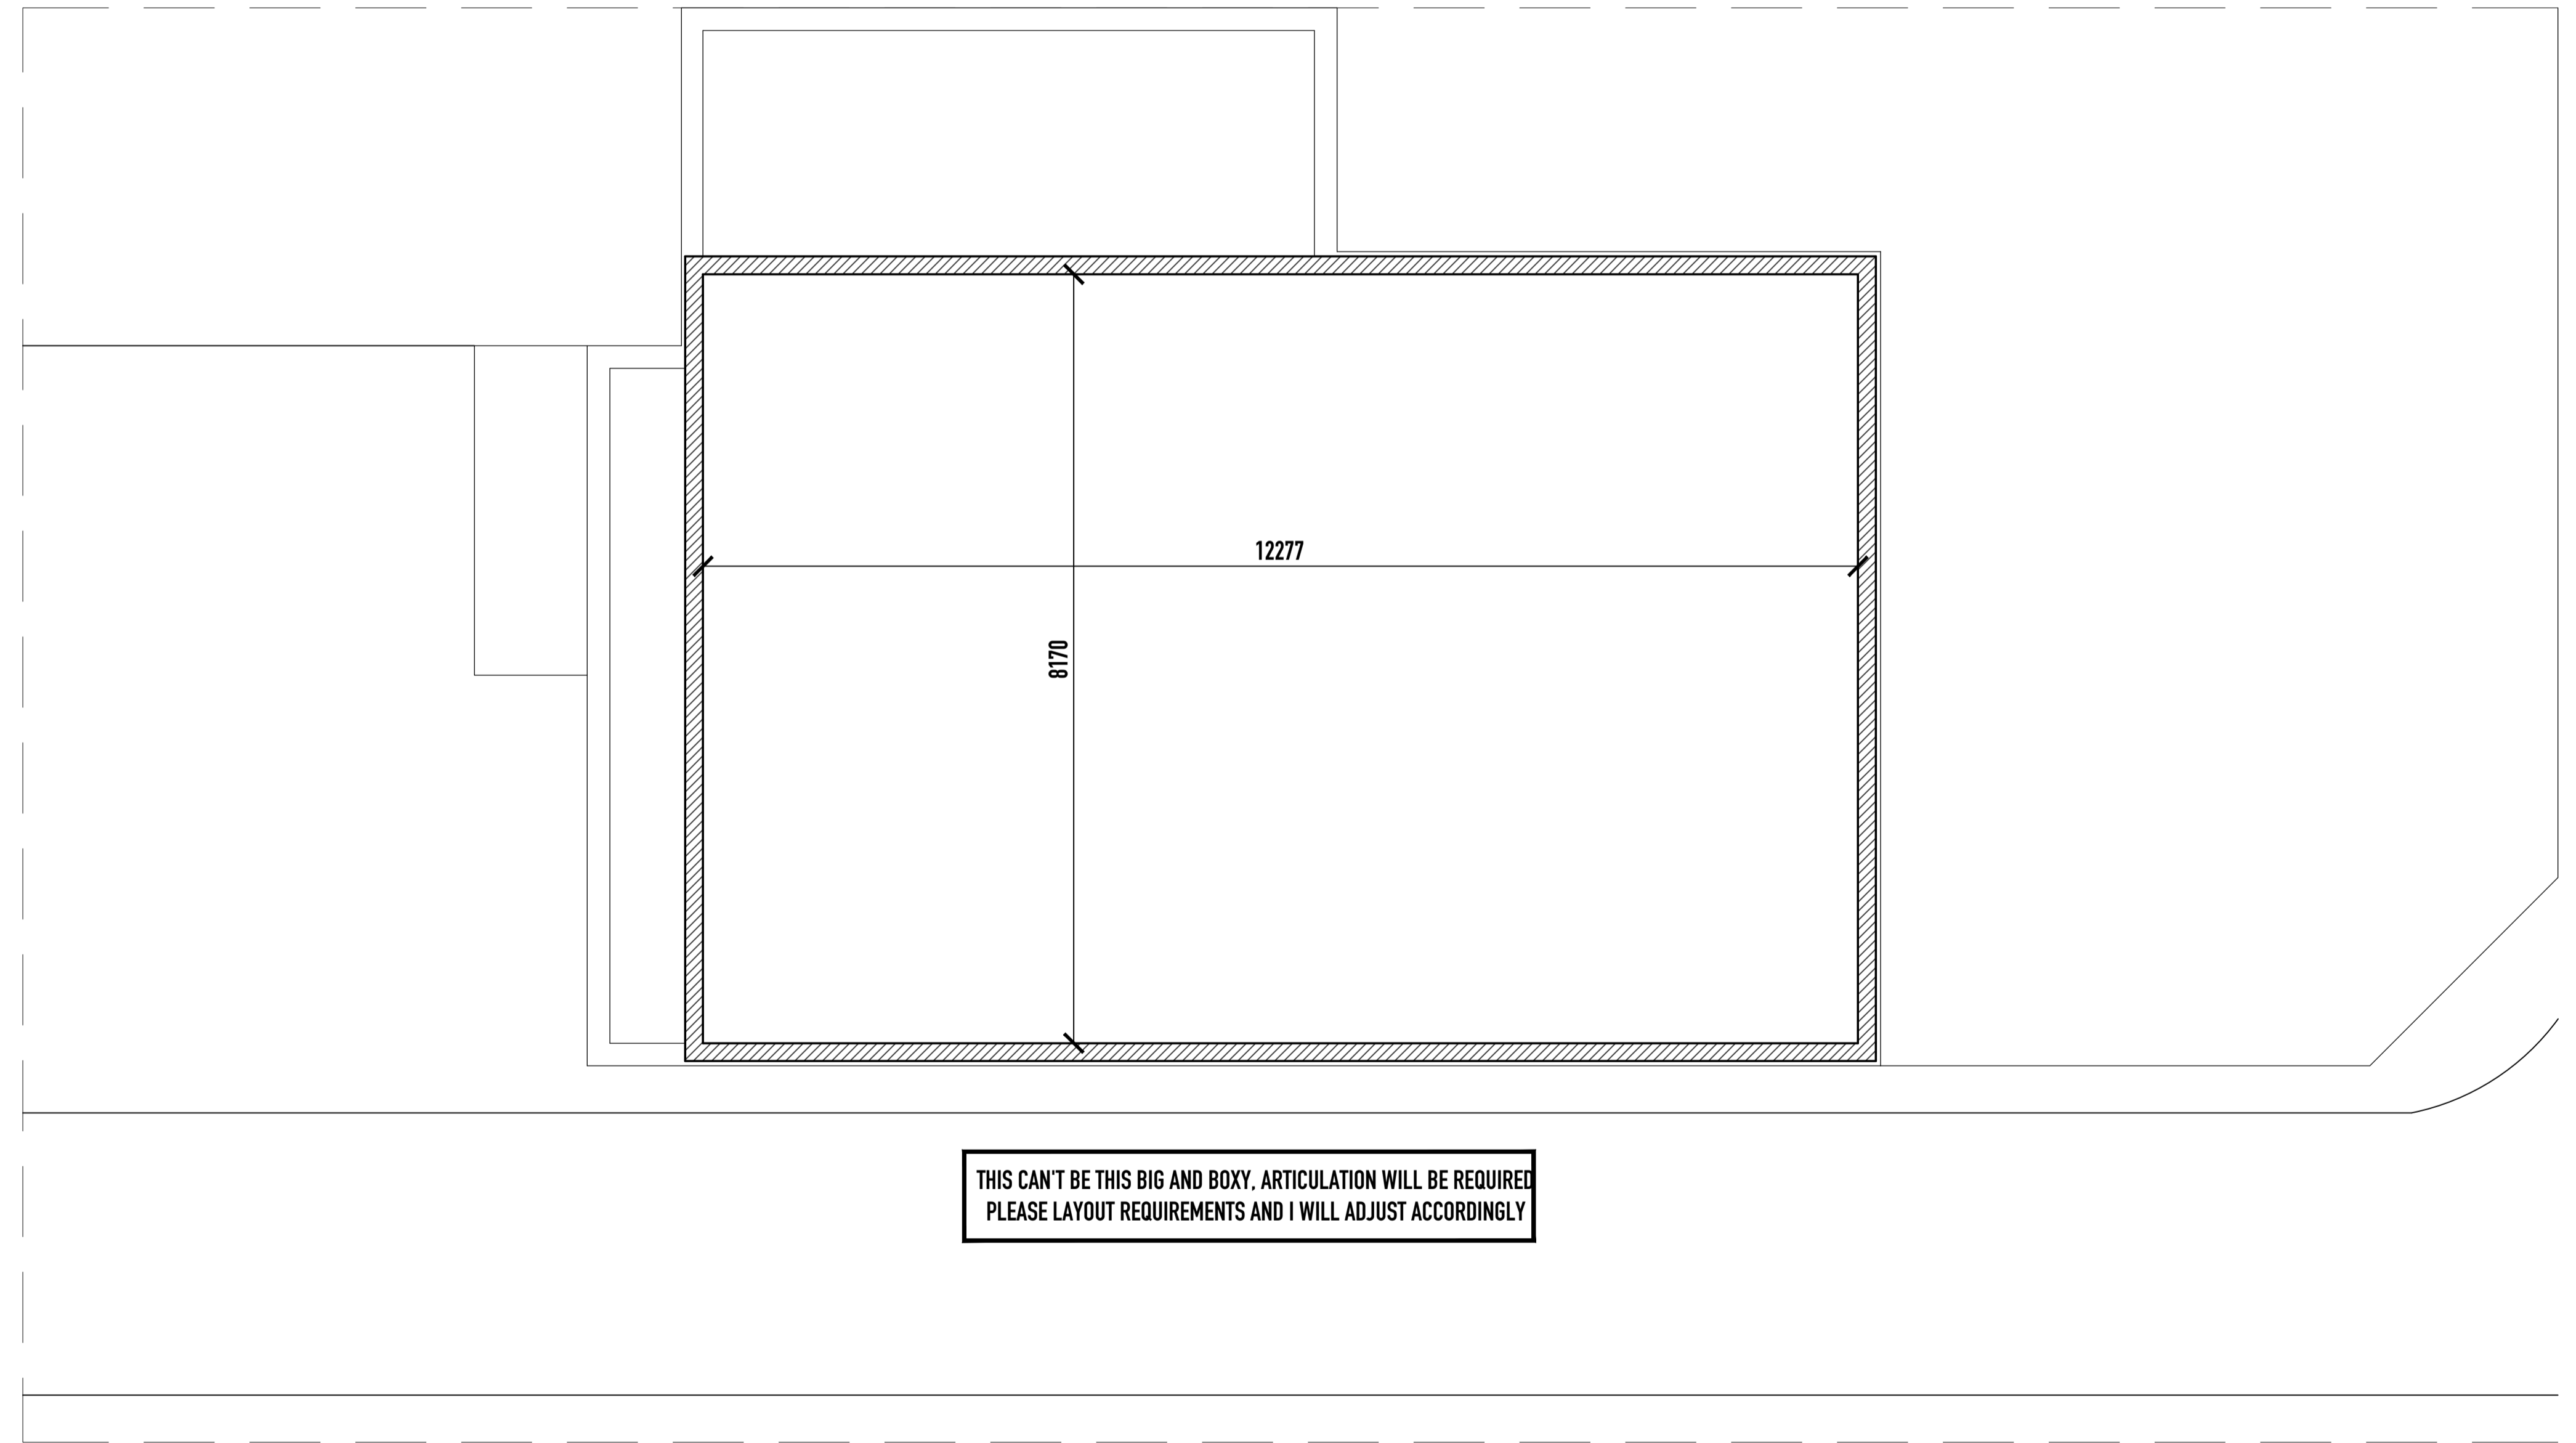 12277
8170
THIS CAN'T BE THIS BIG AND BOXY, ARTICULATION WILL BE REQUIRED
PLEASE LAYOUT REQUIREMENTS AND I WILL ADJUST ACCORDINGLY